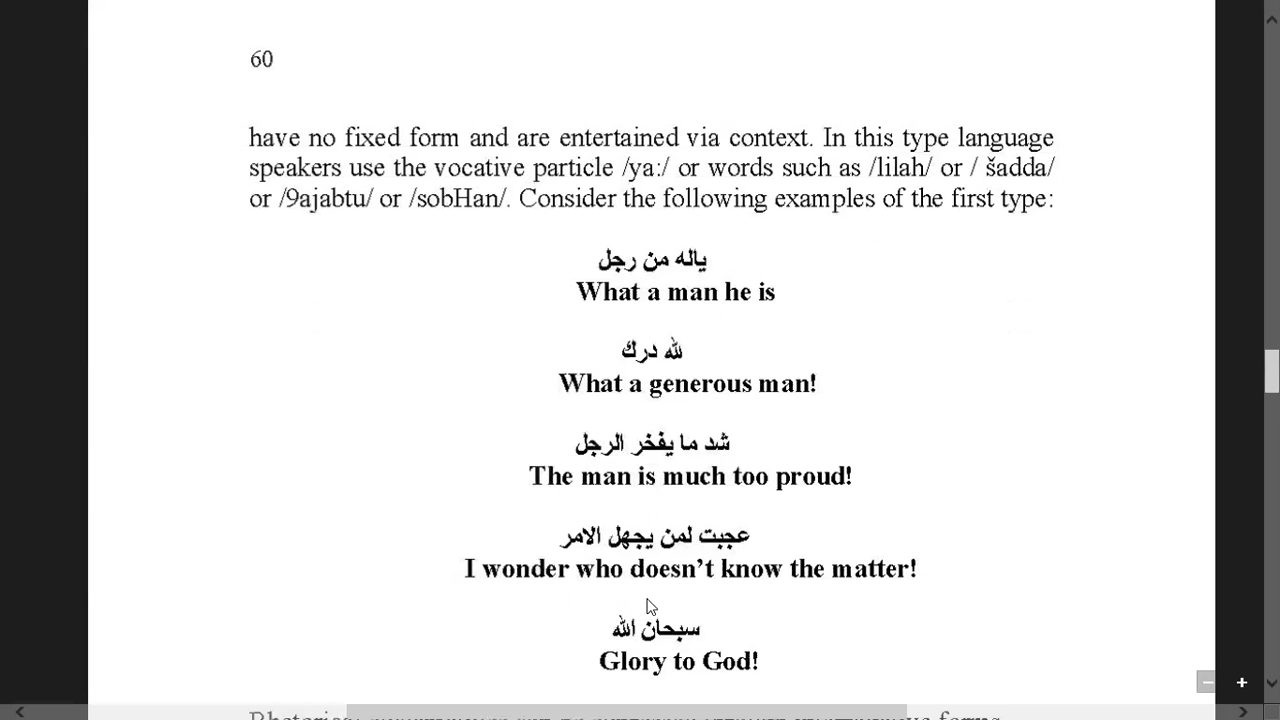 60
have no fixed form and are entertained via context. In this type language
speakers use the vocative particle /ya:/ or words such as /lilah/ or / šadda/
or /9ajabtu/ or /sobHan/. Consider the following examples of the first type:
ياله من رجل
What a man he is
لله درك
What a generous man!
شد ما يفخر الرجل
The man is much too proud!
عجبت لمن يجهل الامر
I wonder who doesn’t know the matter!
سبحان الله
Glory to God!